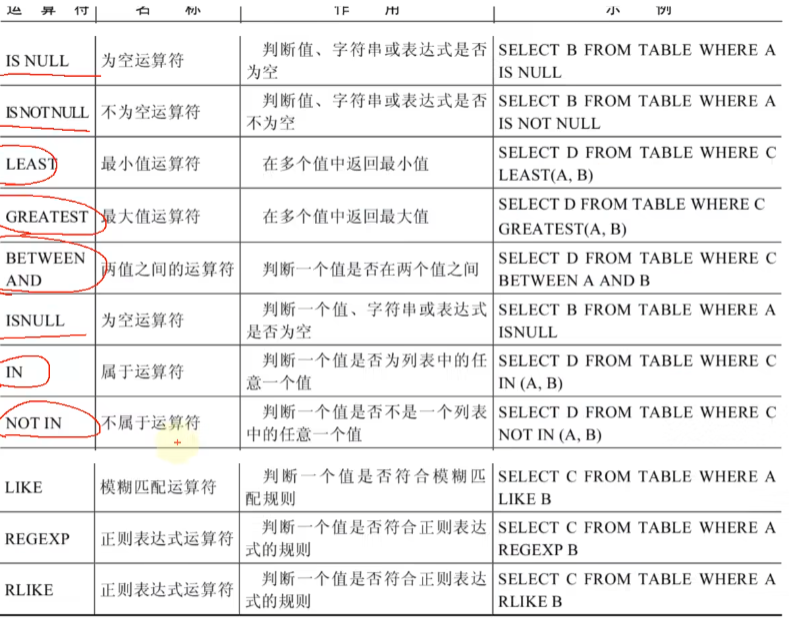 运 算 符 名 称 作 用 示 例
IS NULL 为空运算符 判断值、字符串或表达式是否 SELECT B FROM TABLE WHERE A
为空 IS NULL
IS NOT NULL 不为空运算符 判断值、字符串或表达式是否 SELECT B FROM TABLE WHERE A
不为空 IS NOT NULL
LEAST 最小值运算符 在多个值中返回最小值 SELECT D FROM TABLE WHERE C
LEAST(A, B)
GREATEST 最大值运算符 在多个值中返回最大值 SELECT D FROM TABLE WHERE C
GREATEST(A, B)
BETWEEN SELECT D FROM TABLE WHERE C
AND 两值之间的运算符 判断一个值是否在两个值之间 BETWEEN A AND B
ISNULL 为空运算符 判断一个值、字符串或表达式 SELECT B FROM TABLE WHERE A
是否为空 ISNULL
IN 属于运算符 判断一个值是否为列表中的任 SELECT D FROM TABLE WHERE C
意一个值 IN (A, B)
NOT IN 不属于运算符 判断一个值是否不是一个列表 SELECT D FROM TABLE WHERE C
中的任意一个值 NOT IN (A, B)
LIKE 模糊匹配运算符 判断一个值是否符合模糊匹 SELECT C FROM TABLE WHERE A
配规则 LIKE B
REGEXP 正则表达式运算符 判断一个值是否符合正则表达 SELECT C FROM TABLE WHERE A
式的规则 REGEXP B
RLIKE 正则表达式运算符 判断一个值是否符合正则表达 SELECT C FROM TABLE WHERE A
式的规则 RLIKE B